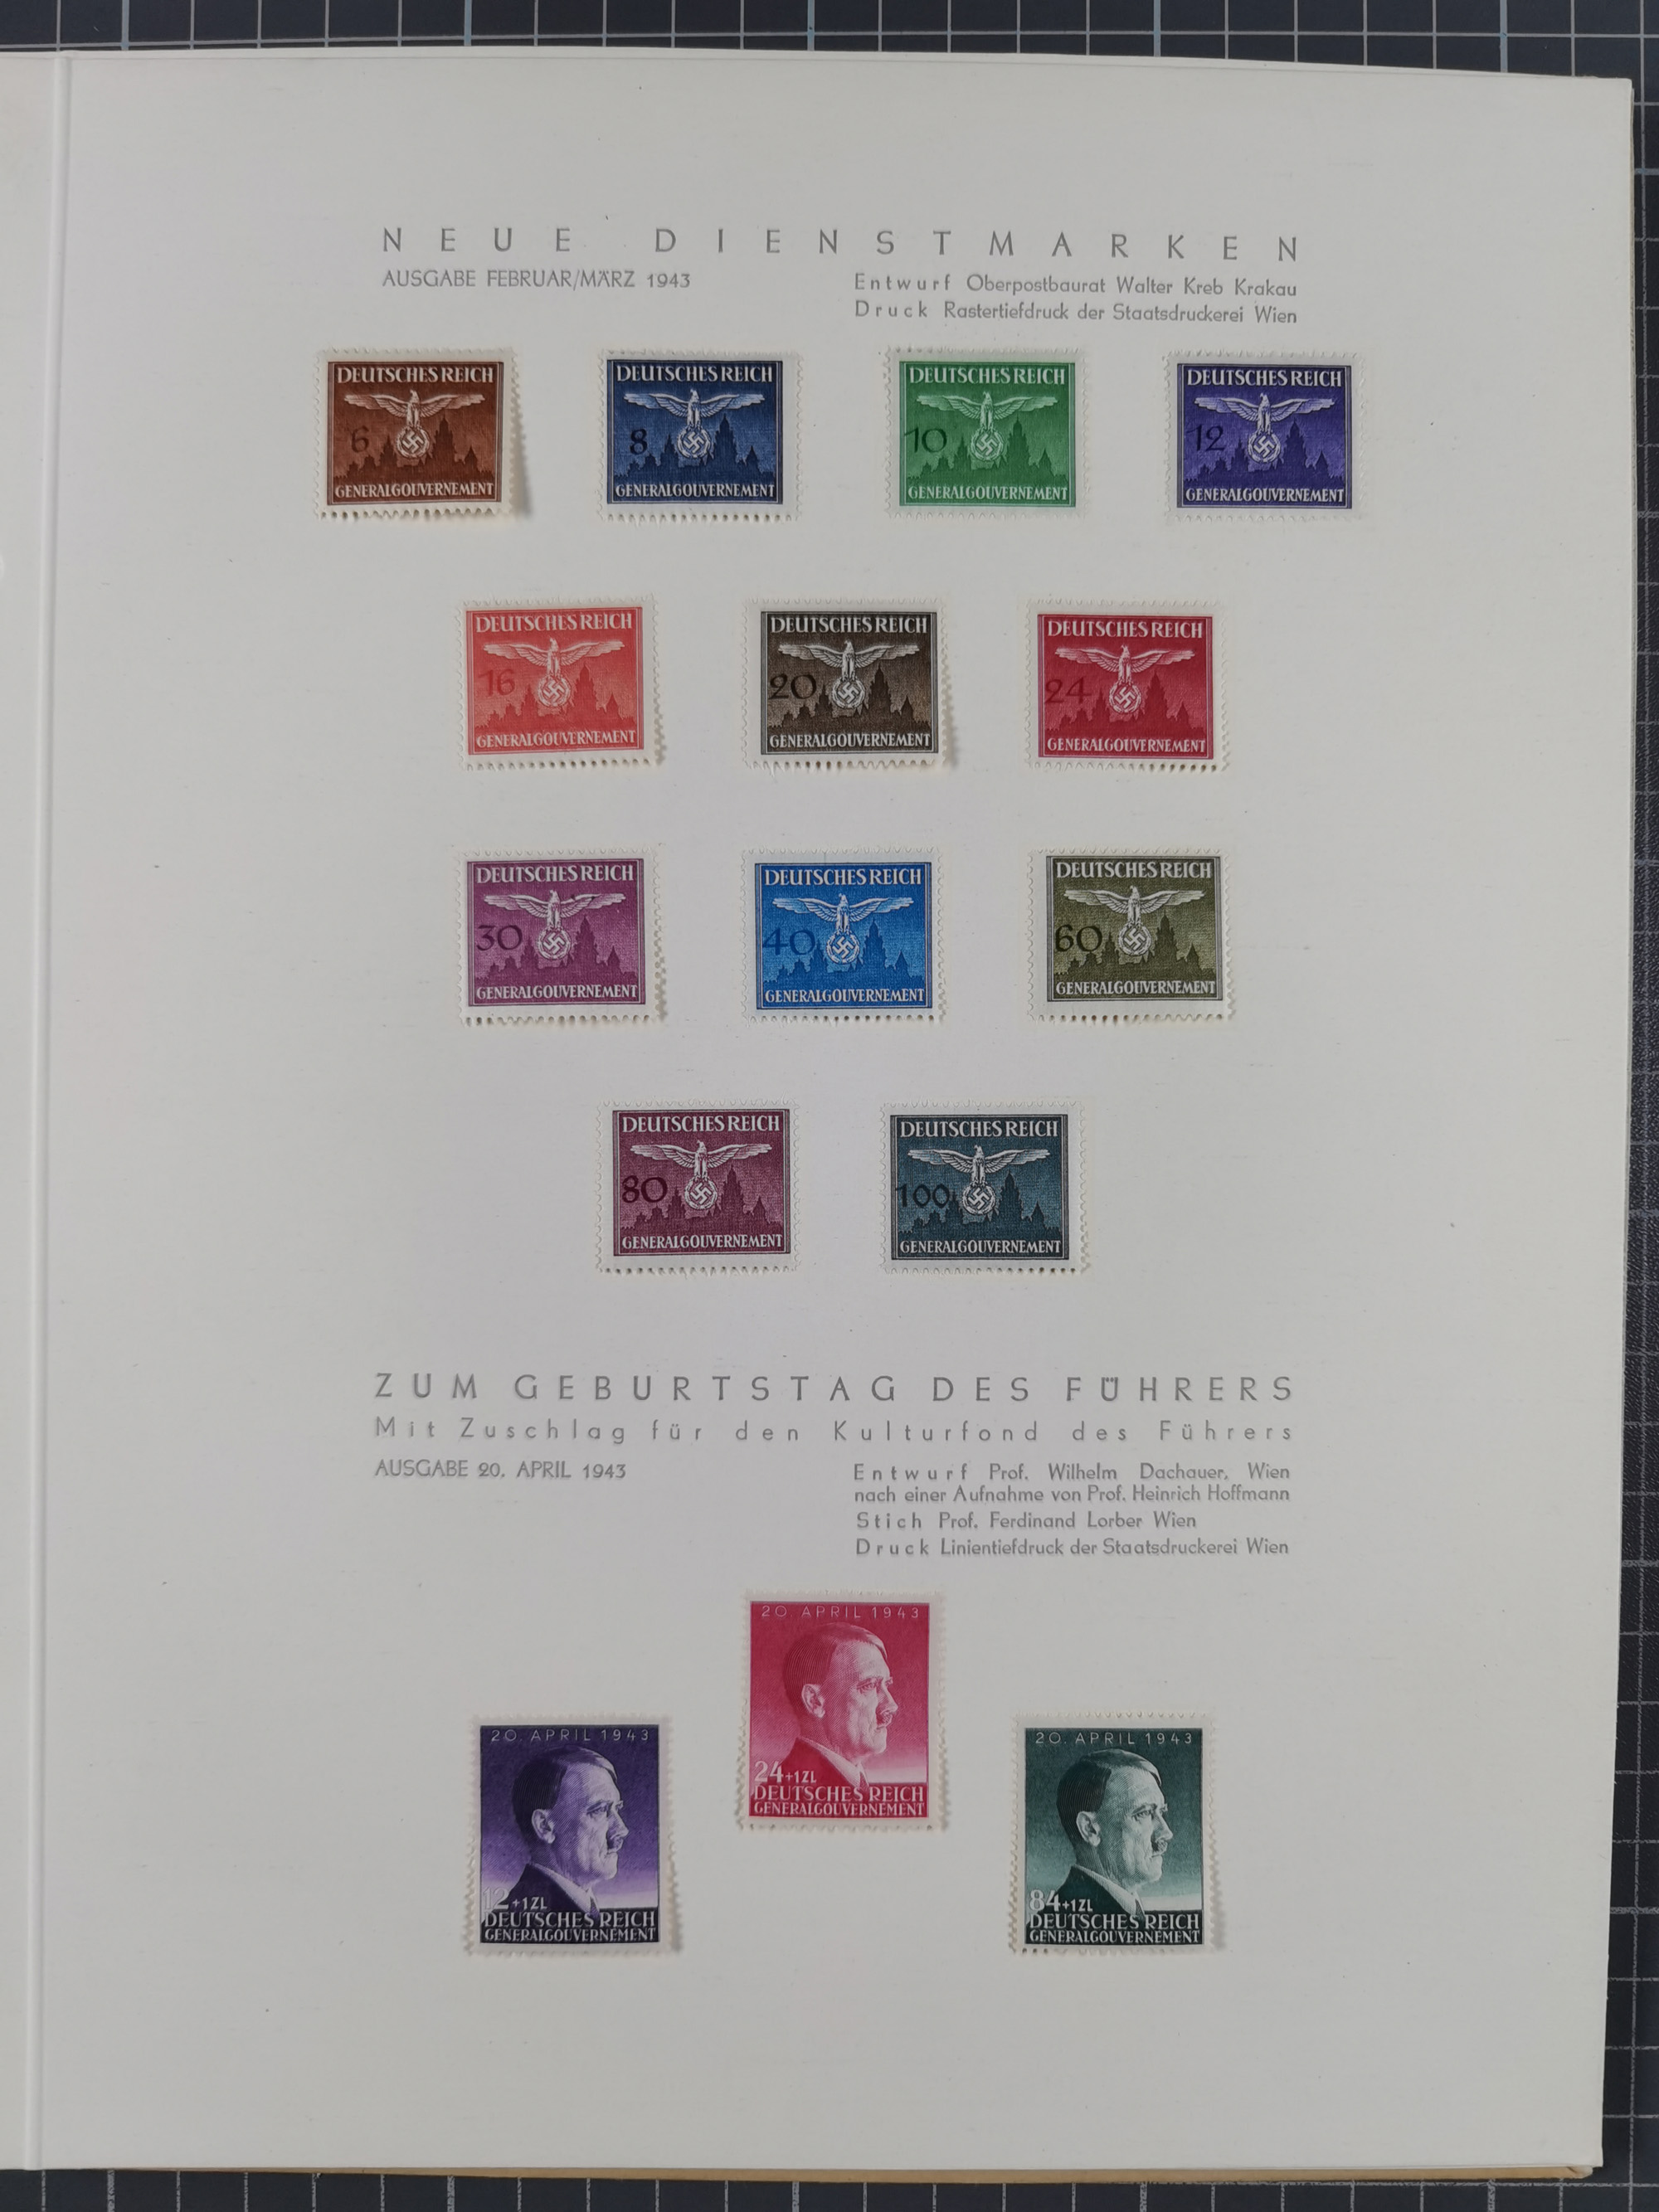 NEUE DIENSTMARKEN
AUSGABE FEBRUAR/MÄRZ 1943
Entwurf Oberpostbaurat Walter Kreb Krakau
Druck Rastertiefdruck der Staatsdruckerei Wien
DEUTSCHES REICH
6
GENERALGOUVERNEMENT
DEUTSCHES REICH
8
GENERALGOUVERNEMENT
DEUTSCHES REICH
10
GENERALGOUVERNEMENT
DEUTSCHES REICH
12
GENERALGOUVERNEMENT
DEUTSCHES REICH
16
GENERALGOUVERNEMENT
DEUTSCHES REICH
20
GENERALGOUVERNEMENT
DEUTSCHES REICH
24
GENERALGOUVERNEMENT
DEUTSCHES REICH
30
GENERALGOUVERNEMENT
DEUTSCHES REICH
40
GENERALGOUVERNEMENT
DEUTSCHES REICH
60
GENERALGOUVERNEMENT
DEUTSCHES REICH
80
GENERALGOUVERNEMENT
DEUTSCHES REICH
100
GENERALGOUVERNEMENT
ZUM GEBURTSTAG DES FÜHRERS
Mit Zuschlag für den Kulturfond des Führers
AUSGABE 20. APRIL 1943
Entwurf Prof. Wilhelm Dachauer, Wien
nach einer Aufnahme von Prof. Heinrich Hoffmann
Stich Prof. Ferdinand Lorber Wien
Druck Linientiefdruck der Staatsdruckerei Wien
20. APRIL 1943
12+1ZL
DEUTSCHES REICH
GENERALGOUVERNEMENT
20. APRIL 1943
24+1ZL
DEUTSCHES REICH
GENERALGOUVERNEMENT
20. APRIL 1943
84+1ZL
DEUTSCHES REICH
GENERALGOUVERNEMENT